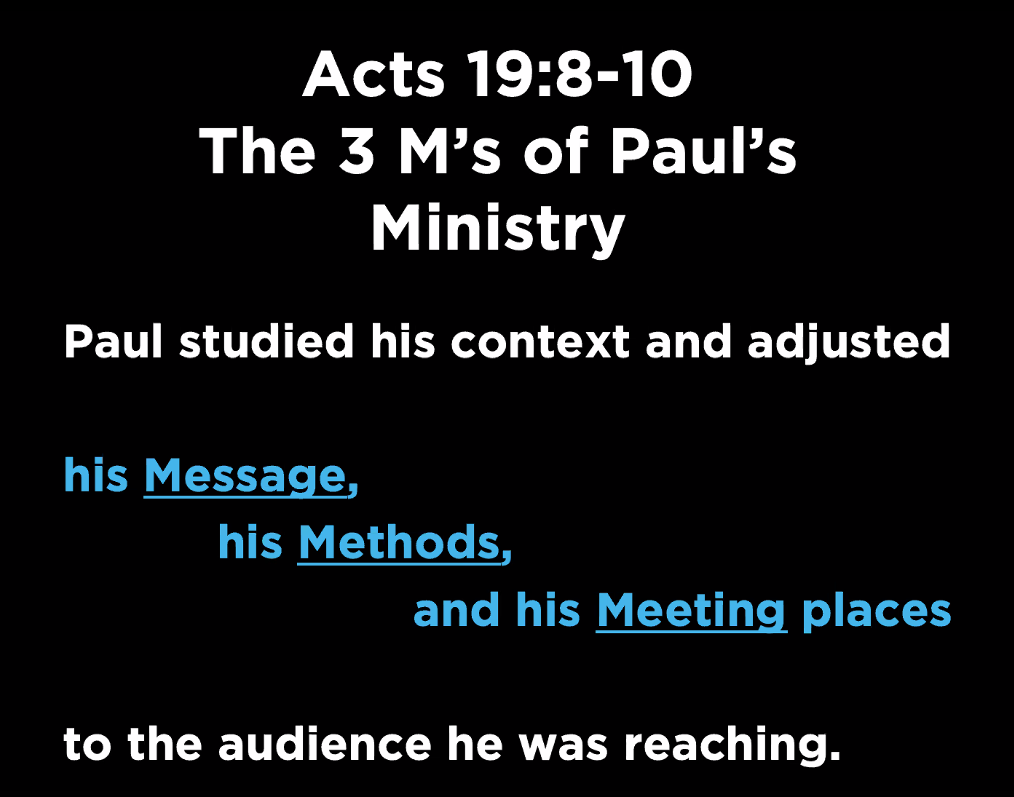 Acts 19:8-10
The 3 M’s of Paul’s
Ministry
Paul studied his context and adjusted
his Message,
his Methods,
and his Meeting places
to the audience he was reaching.